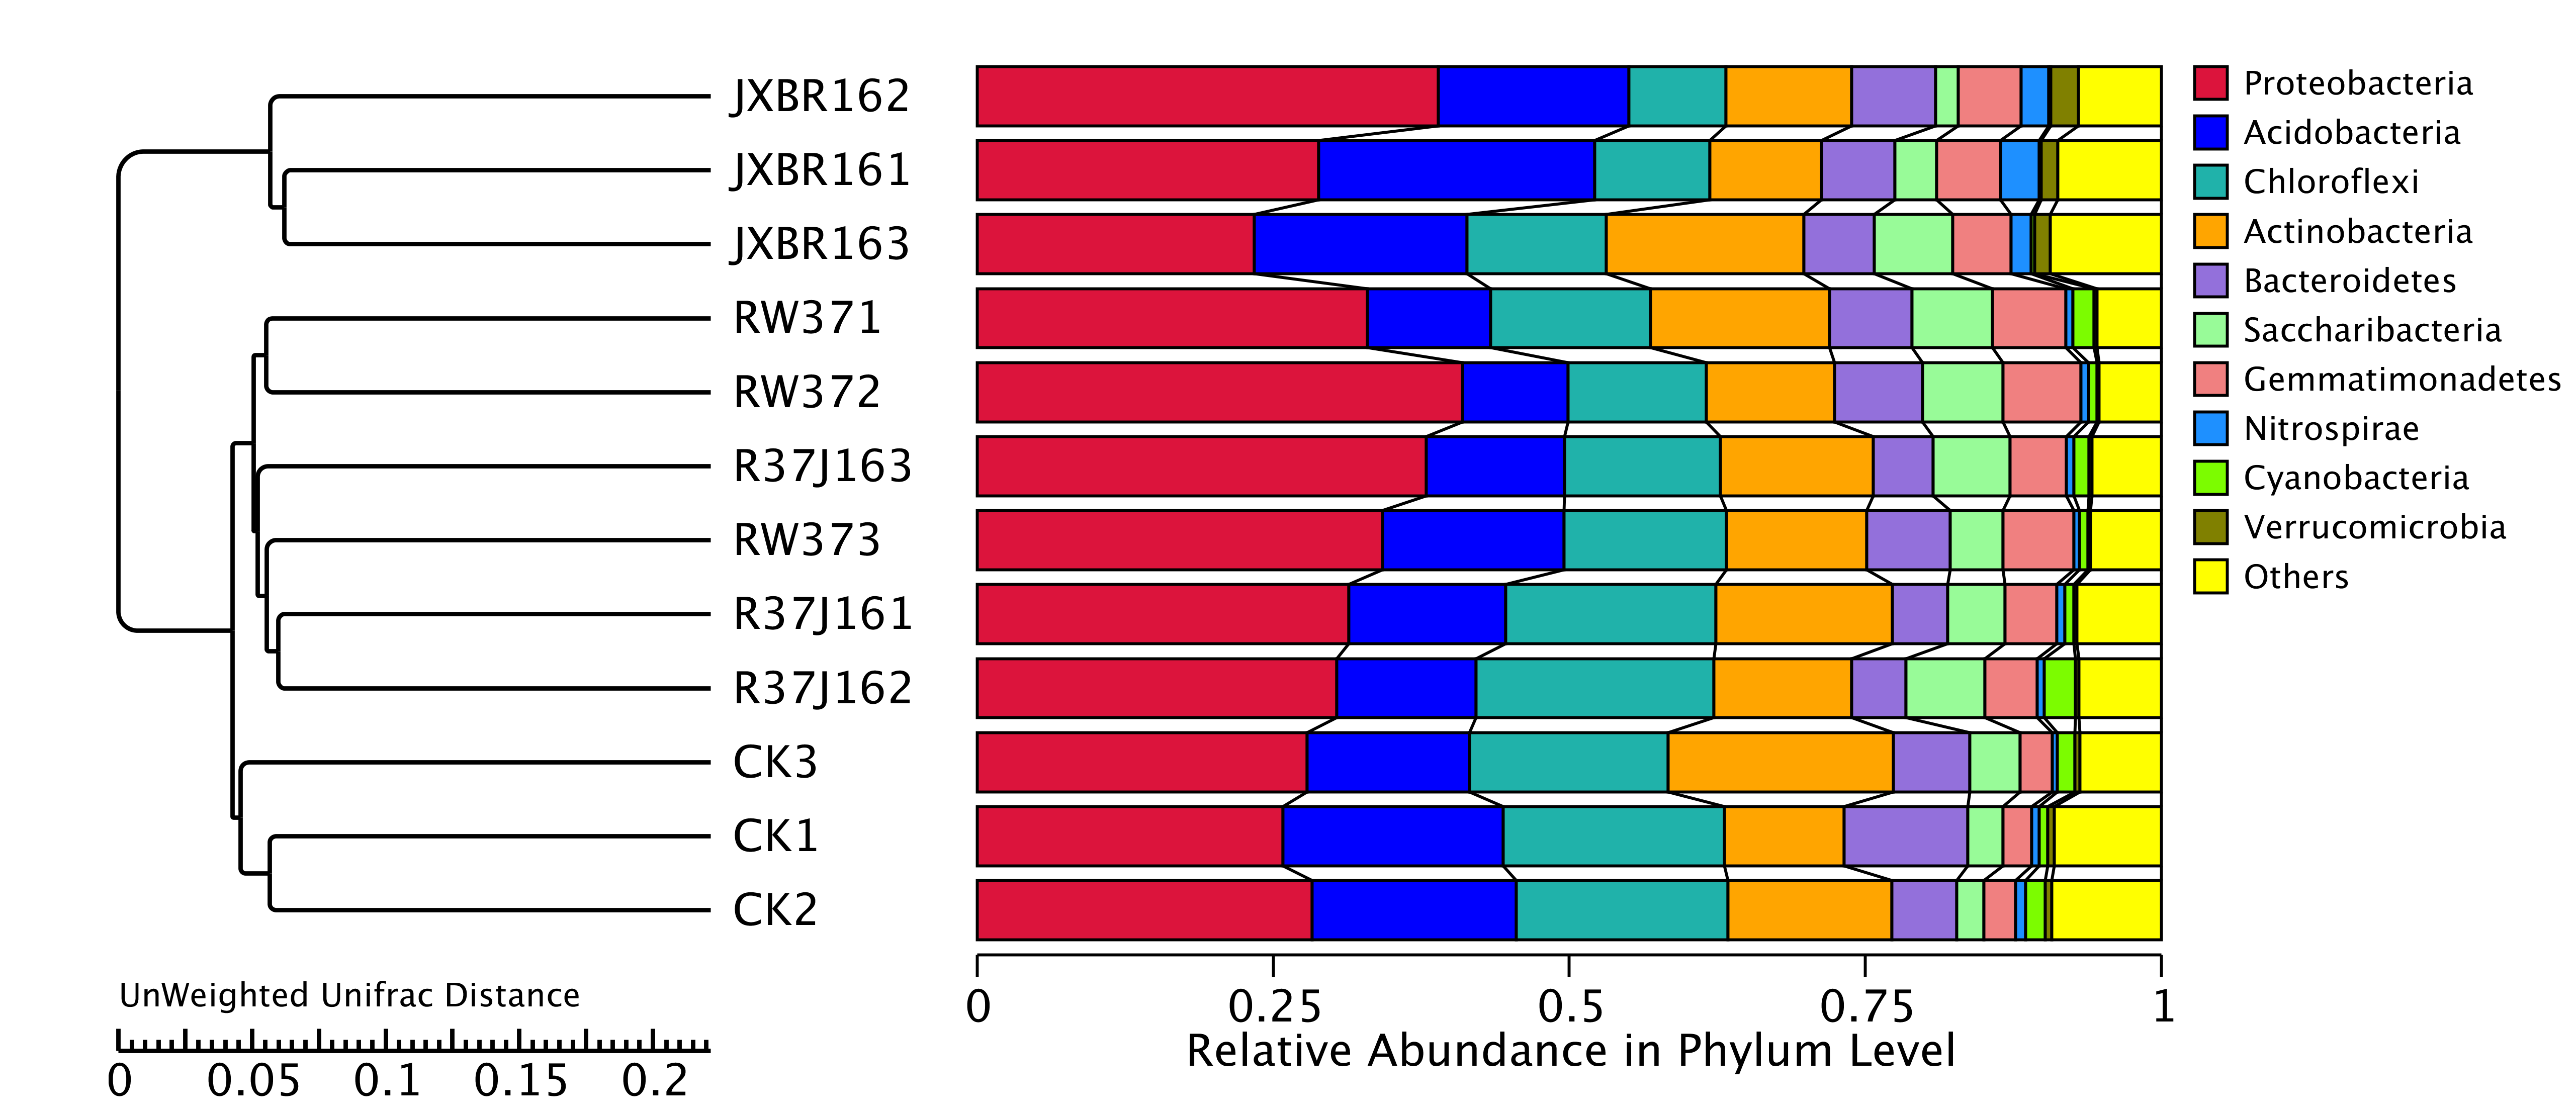 JXBR162
JXBR161
JXBR163
RW371
RW372
R37J163
RW373
R37J161
R37J162
CK3
CK1
CK2
Proteobacteria
Acidobacteria
Chloroflexi
Actinobacteria
Bacteroidetes
Saccharibacteria
Gemmatimonadetes
Nitrospirae
Cyanobacteria
Verrucomicrobia
Others
UnWeighted Unifrac Distance
0 0.05 0.1 0.15 0.2
0 0.25 0.5 0.75 1
Relative Abundance in Phylum Level